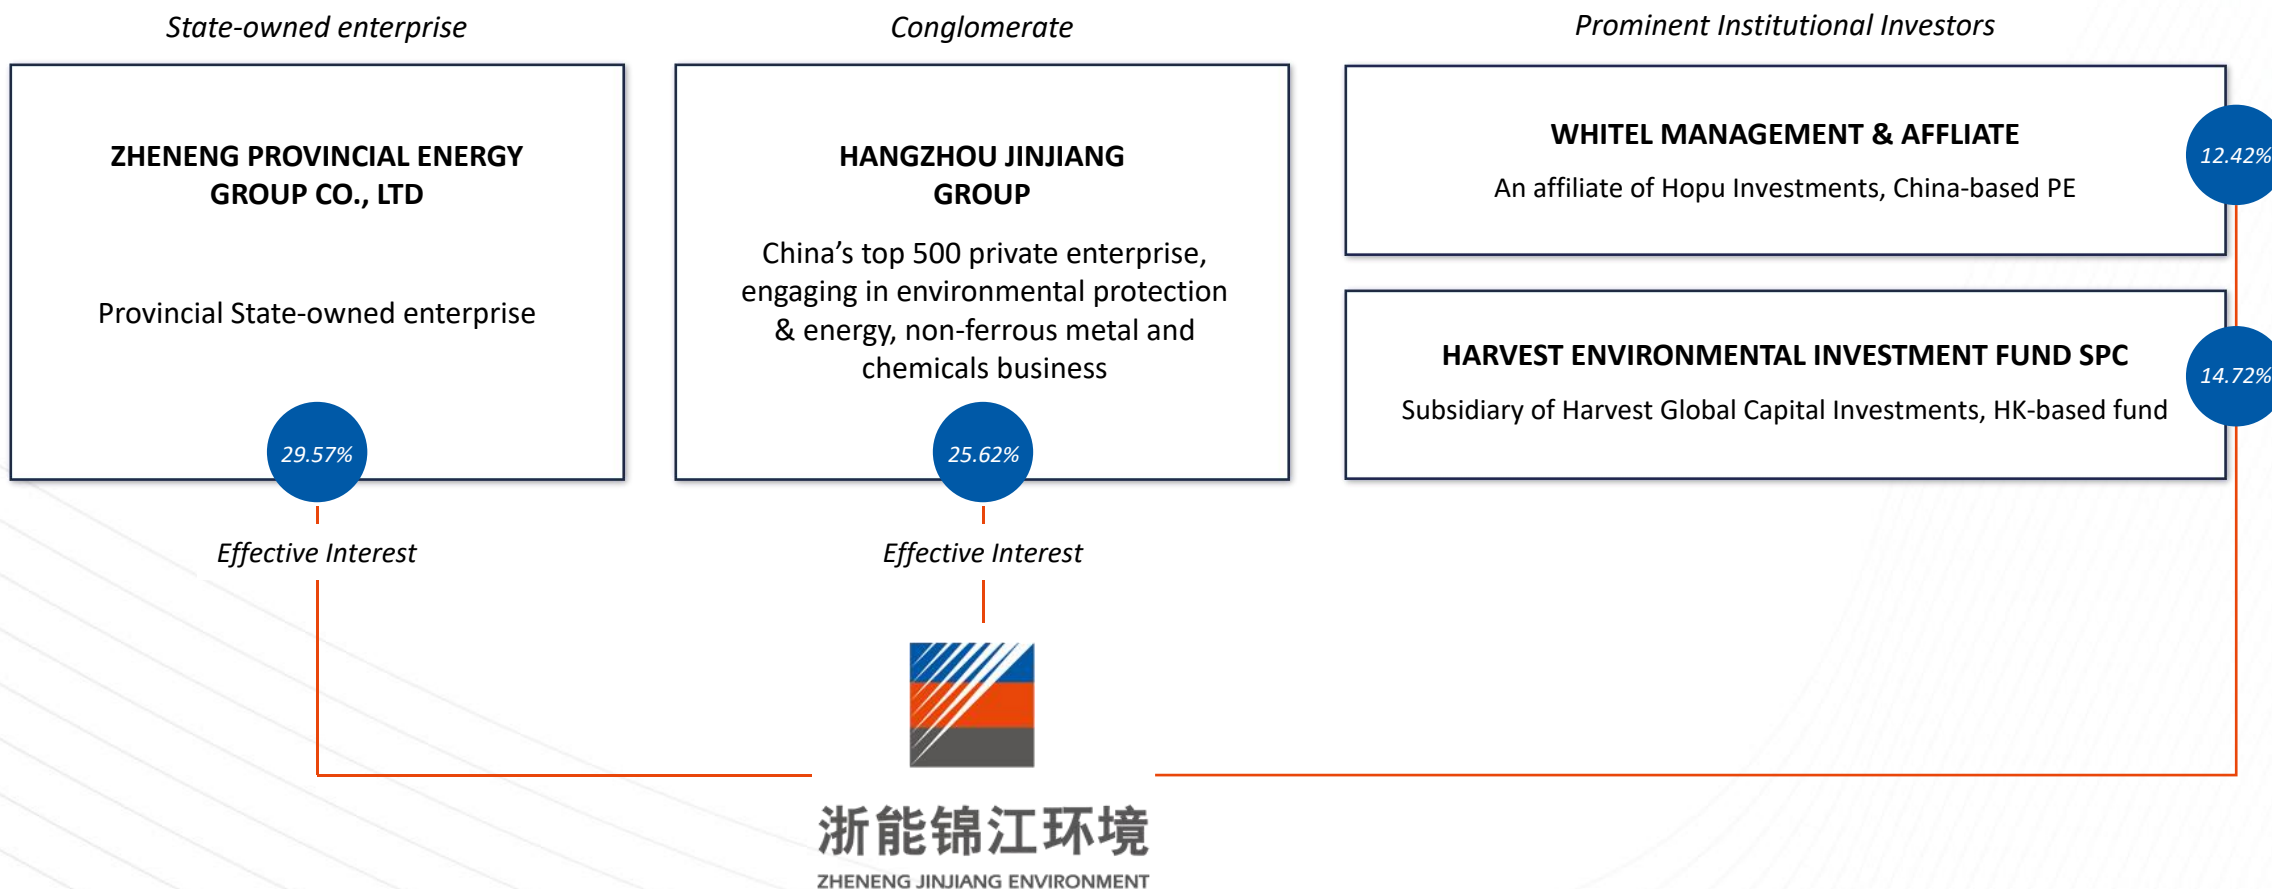 State-owned enterprise
ZHENENG PROVINCIAL ENERGY
GROUP CO., LTD
Provincial State-owned enterprise
29.57%
Effective Interest
Conglomerate
HANGZHOU JINJIANG
GROUP
China’s top 500 private enterprise,
engaging in environmental protection
& energy, non-ferrous metal and
chemicals business
25.62%
Effective Interest
Prominent Institutional Investors
WHITEL MANAGEMENT & AFFLIATE
An affiliate of Hopu Investments, China-based PE
12.42%
HARVEST ENVIRONMENTAL INVESTMENT FUND SPC
Subsidiary of Harvest Global Capital Investments, HK-based fund
14.72%
浙能锦江环境
ZHENENG JINJIANG ENVIRONMENT